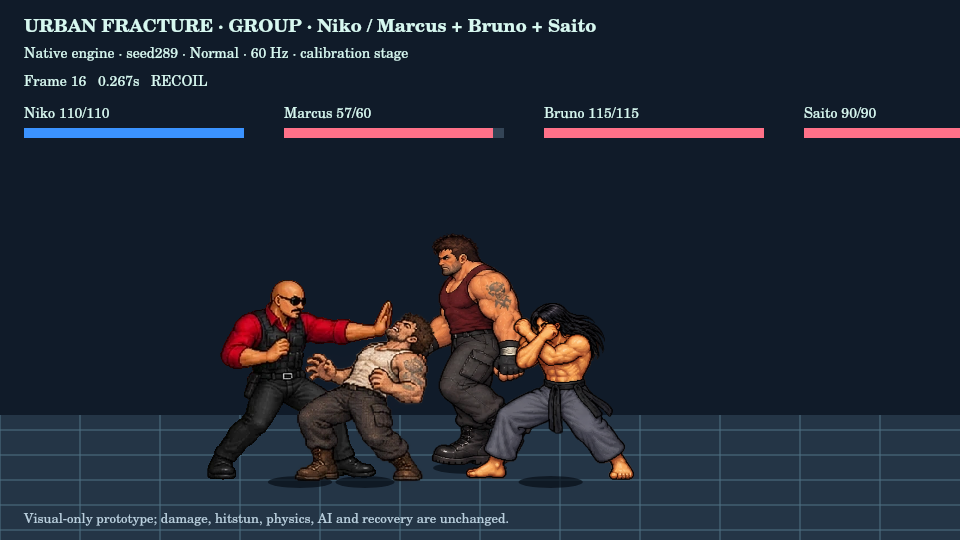 URBAN FRACTURE · GROUP · Niko / Marcus + Bruno + Saito
Native engine · seed289 · Normal · 60 Hz · calibration stage
Frame 16 0.267s RECOIL
Niko 110/110
Marcus 57/60
Bruno 115/115
Saito 90/90
Visual-only prototype; damage, hitstun, physics, AI and recovery are unchanged.